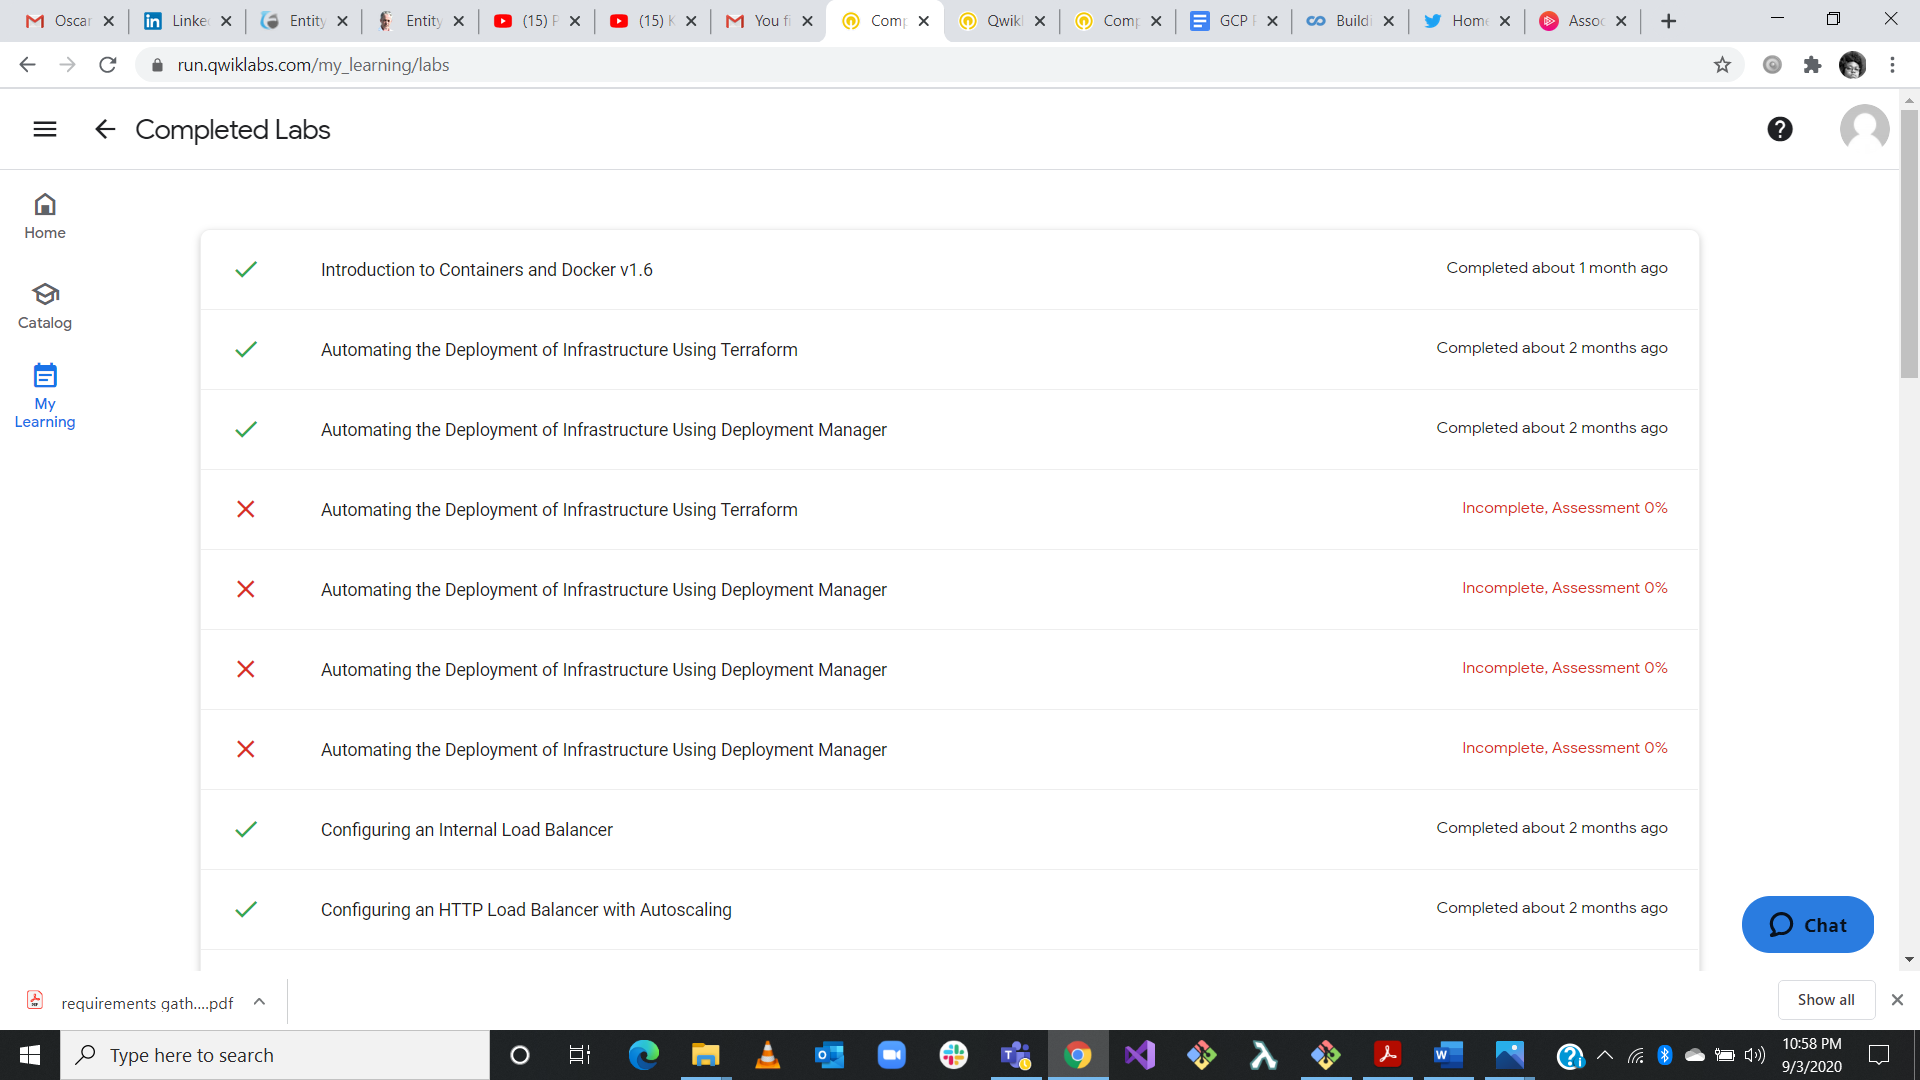 Oscar
Linke
Entity
Entity
(15) P
(15) K
You fi
Comp
Qwikl
Comp
GCP
Buildi
Home
Assoc
run.qwiklabs.com/my_learning/labs
Completed Labs
Home
Catalog
My
Learning
Introduction to Containers and Docker v1.6
Completed about 1 month ago
Automating the Deployment of Infrastructure Using Terraform
Completed about 2 months ago
Automating the Deployment of Infrastructure Using Deployment Manager
Completed about 2 months ago
Automating the Deployment of Infrastructure Using Terraform
Incomplete, Assessment 0%
Automating the Deployment of Infrastructure Using Deployment Manager
Incomplete, Assessment 0%
Automating the Deployment of Infrastructure Using Deployment Manager
Incomplete, Assessment 0%
Automating the Deployment of Infrastructure Using Deployment Manager
Incomplete, Assessment 0%
Configuring an Internal Load Balancer
Completed about 2 months ago
Configuring an HTTP Load Balancer with Autoscaling
Completed about 2 months ago
Chat
requirements gath....pdf
Show all
Type here to search
10:58 PM
9/3/2020